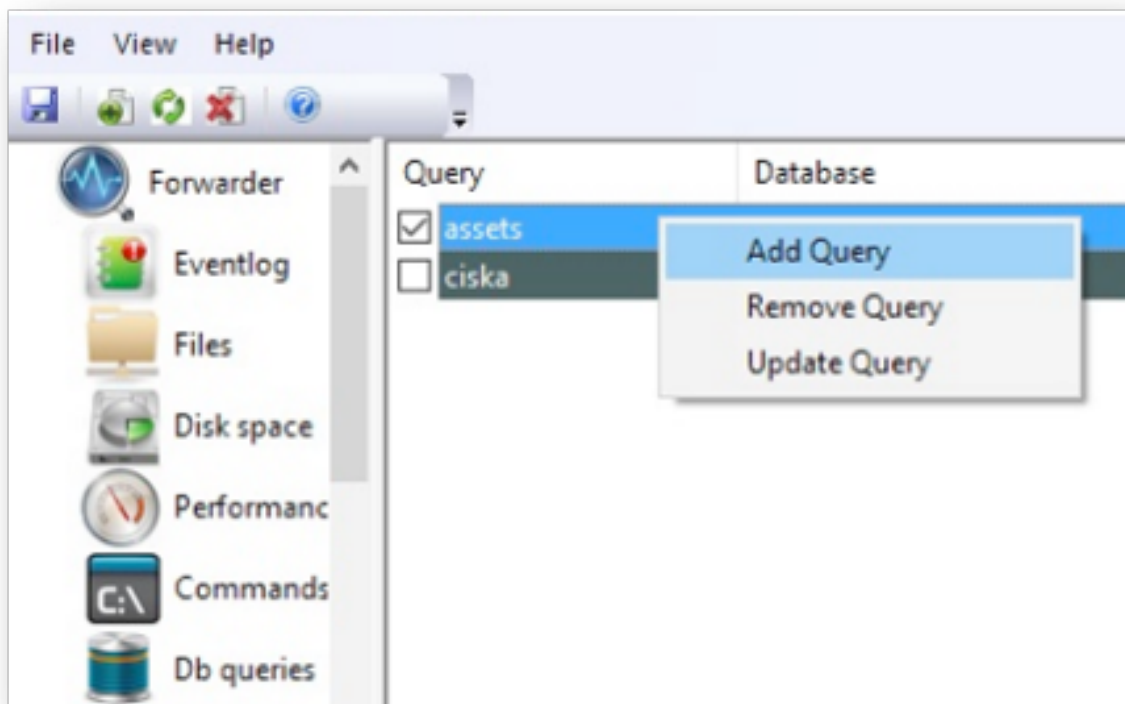 File View Help
Forwarder
Eventlog
Files
Disk space
Performanc
C:\
Commands
Db queries
Query Database
assets
ciska
Add Query
Remove Query
Update Query